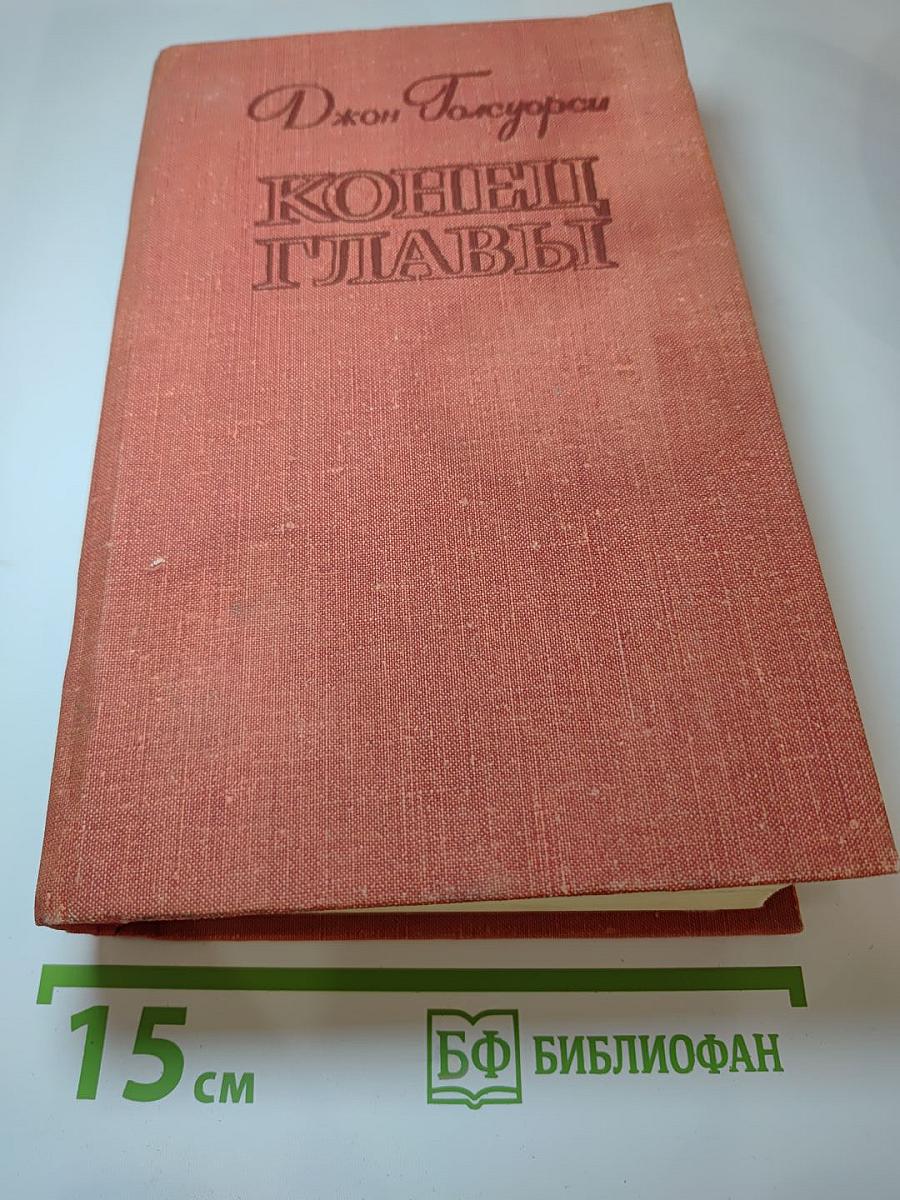 Джон Голсуорси
КОНЕЦ
ГЛАВЫ
15 см
БФ БИБЛИОФАН